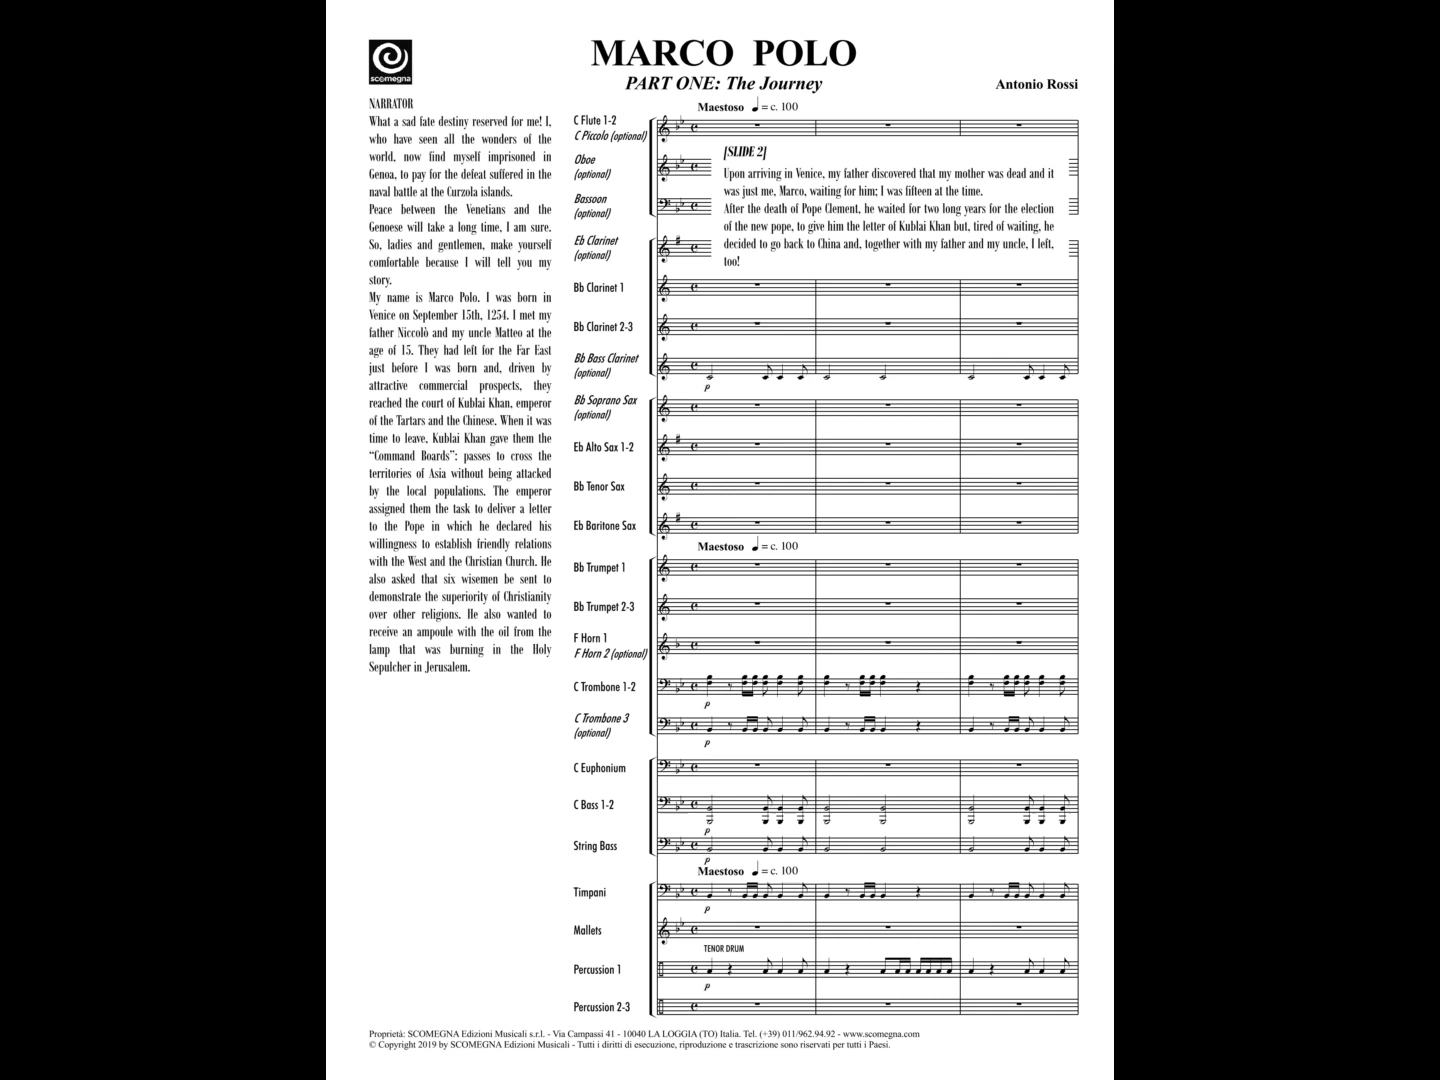 MARCO POLO
PART ONE: The Journey
Antonio Rossi
scomegna
NARRATOR
What a sad fate destiny reserved for me! I,
who have seen all the wonders of the
world, now find myself imprisoned in
Genoa, to pay for the defeat suffered in the
naval battle at the Curzola islands.
Peace between the Venetians and the
Genoese will take a long time, I am sure.
So, ladies and gentlemen, make yourself
comfortable because I will tell you my
story.
My name is Marco Polo. I was born in
Venice on September 15th, 1254. I met my
father Niccolò and my uncle Matteo at the
age of 15. They had left for the Far East
just before I was born and, driven by
attractive commercial prospects, they
reached the court of Kublai Khan, emperor
of the Tartars and the Chinese. When it was
time to leave, Kublai Khan gave them the
“Command Boards”: passes to cross the
territories of Asia without being attacked
by the local populations. The emperor
assigned them the task to deliver a letter
to the Pope in which he declared his
willingness to establish friendly relations
with the West and the Christian Church. He
also asked that six wisemen be sent to
demonstrate the superiority of Christianity
over other religions. He also wanted to
receive an ampoule with the oil from the
lamp that was burning in the Holy
Sepulcher in Jerusalem.
Maestoso ♩ = c. 100
C Flute 1-2
C Piccolo (optional)
[SLIDE 2]
Upon arriving in Venice, my father discovered that my mother was dead and it
was just me, Marco, waiting for him; I was fifteen at the time.
After the death of Pope Clement, he waited for two long years for the election
of the new pope, to give him the letter of Kublai Khan but, tired of waiting, he
decided to go back to China and, together with my father and my uncle, I left,
too!
Oboe
(optional)
Bassoon
(optional)
Eb Clarinet
(optional)
Bb Clarinet 1
Bb Clarinet 2-3
Bb Bass Clarinet
(optional)
p
Bb Soprano Sax
(optional)
Eb Alto Sax 1-2
Bb Tenor Sax
Eb Baritone Sax
Maestoso ♩ = c. 100
Bb Trumpet 1
Bb Trumpet 2-3
F Horn 1
F Horn 2 (optional)
C Trombone 1-2
p
C Trombone 3
(optional)
p
C Euphonium
C Bass 1-2
p
String Bass
p
Maestoso ♩ = c. 100
Timpani
p
Mallets
TENOR DRUM
Percussion 1
p
Percussion 2-3
Proprietà: SCOMEGNA Edizioni Musicali s.r.l. - Via Campassi 41 - 10040 LA LOGGIA (TO) Italia. Tel. (+39) 011/962.94.92 - www.scomegna.com
© Copyright 2019 by SCOMEGNA Edizioni Musicali - Tutti i diritti di esecuzione, riproduzione e trascrizione sono riservati per tutti i Paesi.